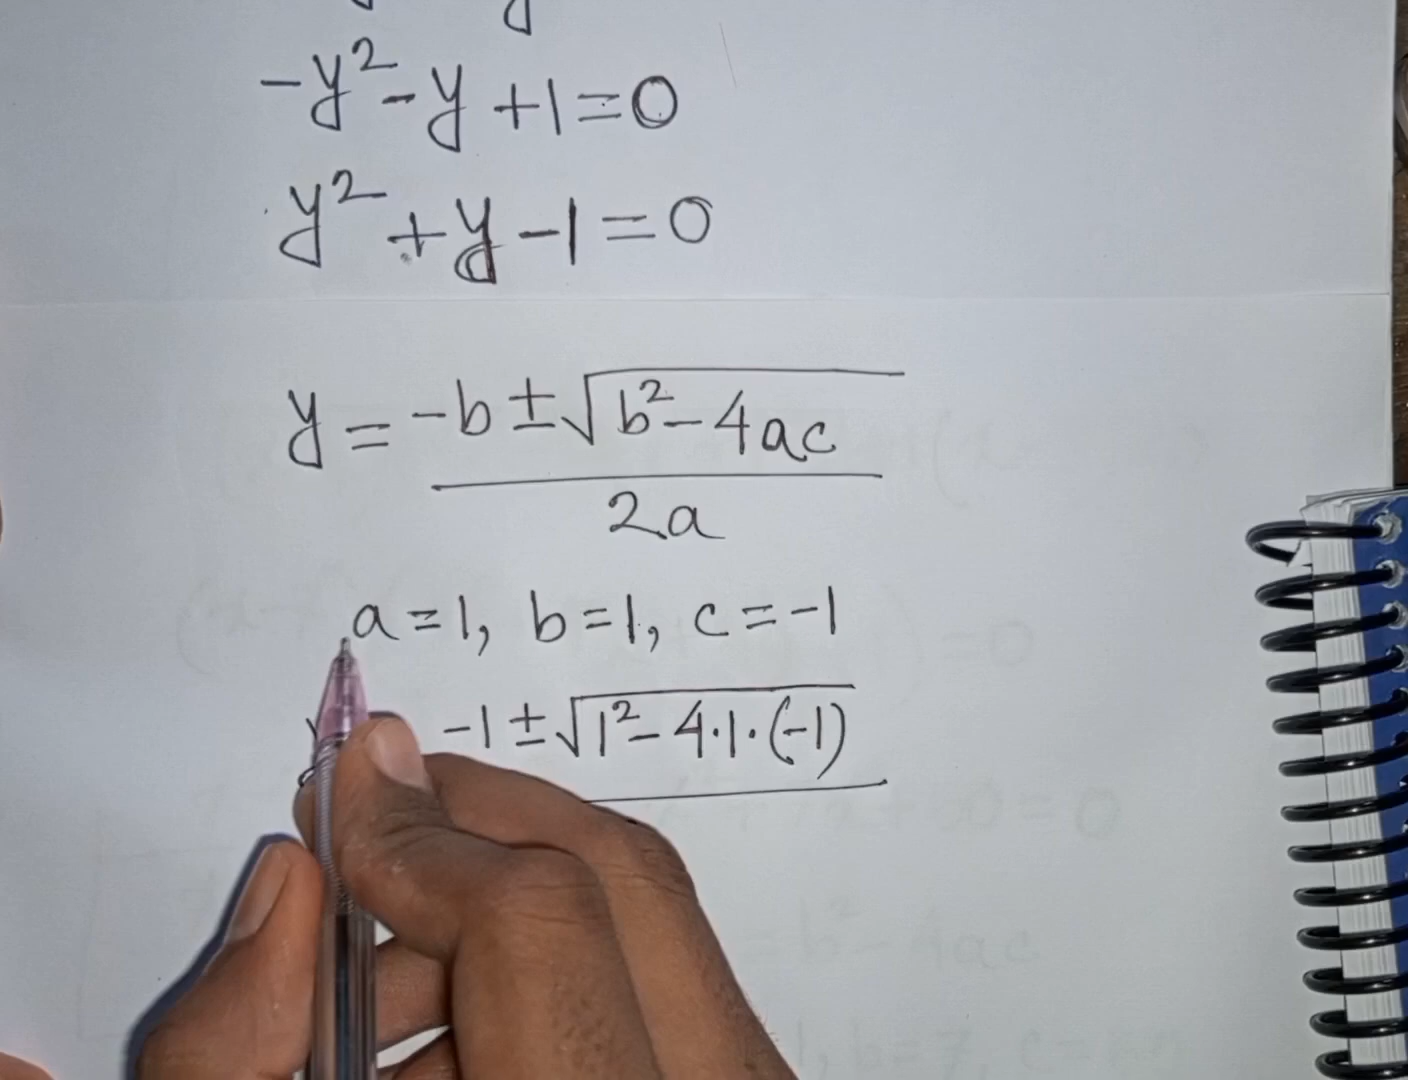 -y²-y+1=0
y²+y-1=0
y=-b±√b²-4ac
2a
a=1, b=1, c=-1
-1±√1²-4·1·(-1)